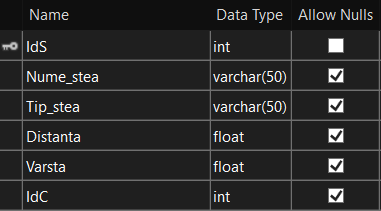 Name Data Type Allow Nulls
IdS int
Nume_stea varchar(50)
Tip_stea varchar(50)
Distanta float
Varsta float
IdC int